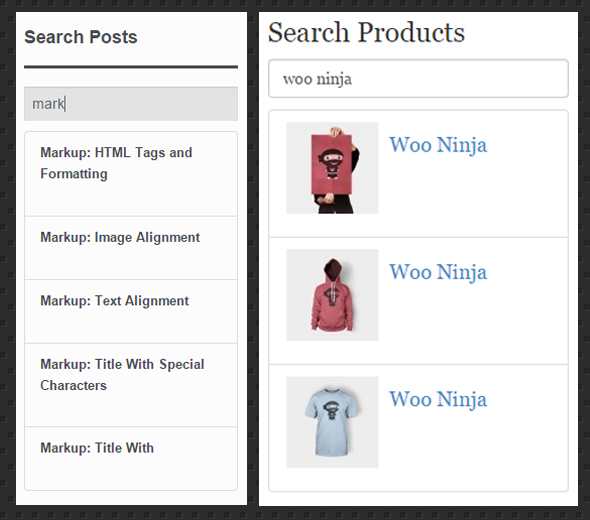 Search Posts
mark
Markup: HTML Tags and
Formatting
Markup: Image Alignment
Markup: Text Alignment
Markup: Title With Special
Characters
Markup: Title With
Search Products
woo ninja
Woo Ninja
Woo Ninja
Woo Ninja